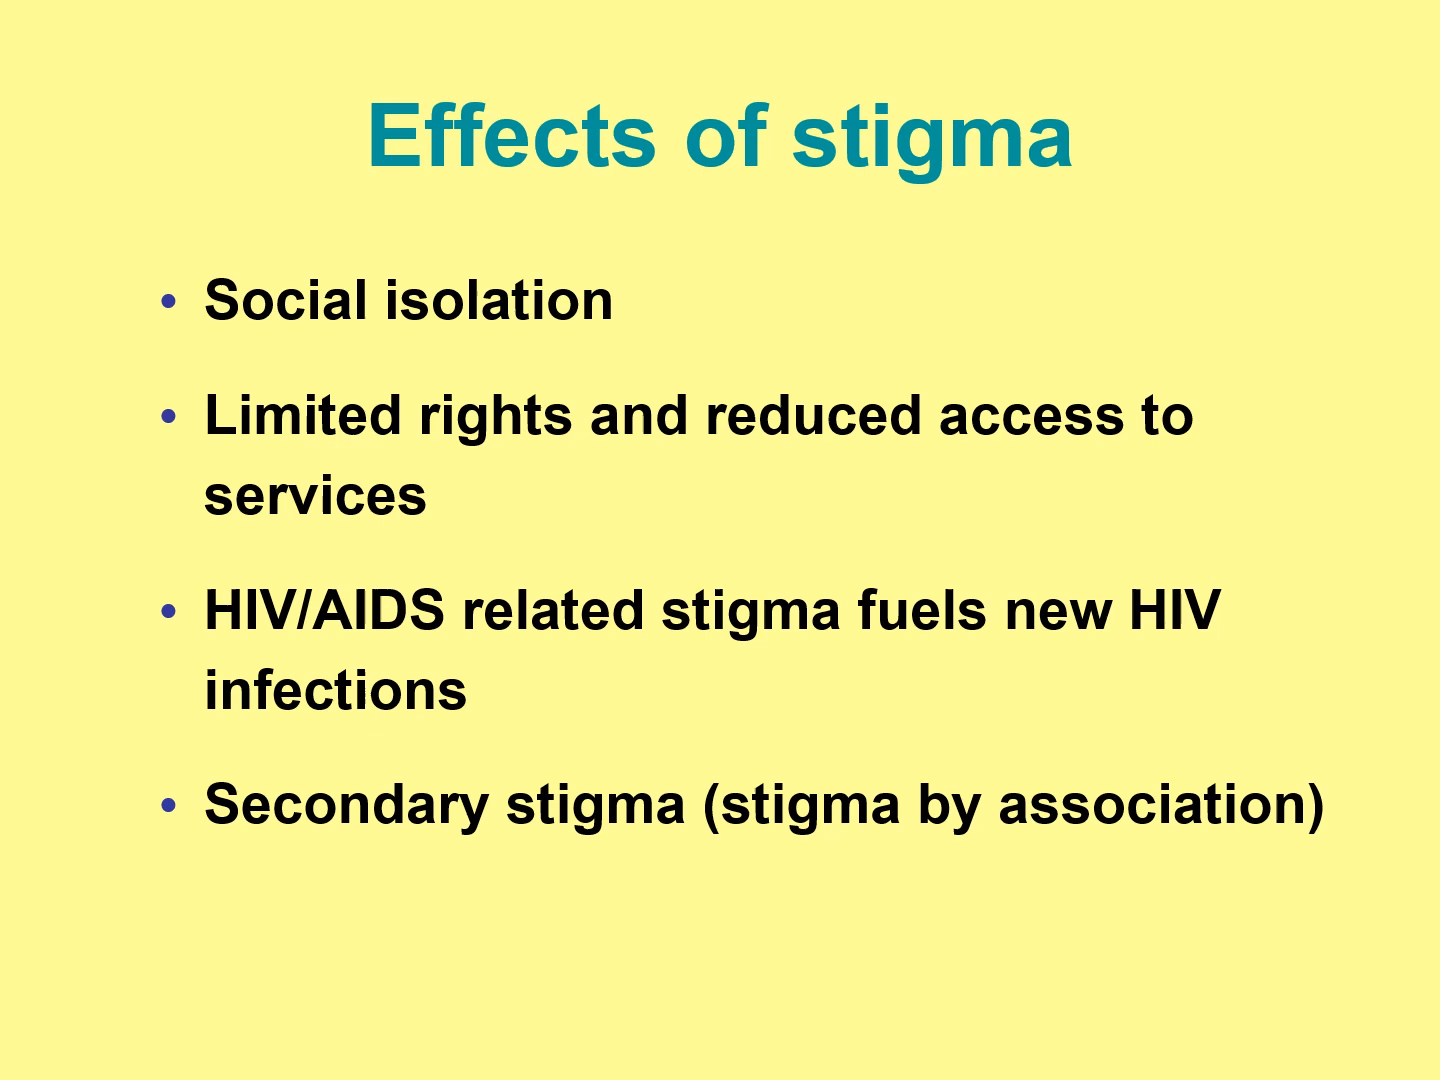 Effects of stigma
• Social isolation
• Limited rights and reduced access to
services
• HIV/AIDS related stigma fuels new HIV
infections
• Secondary stigma (stigma by association)